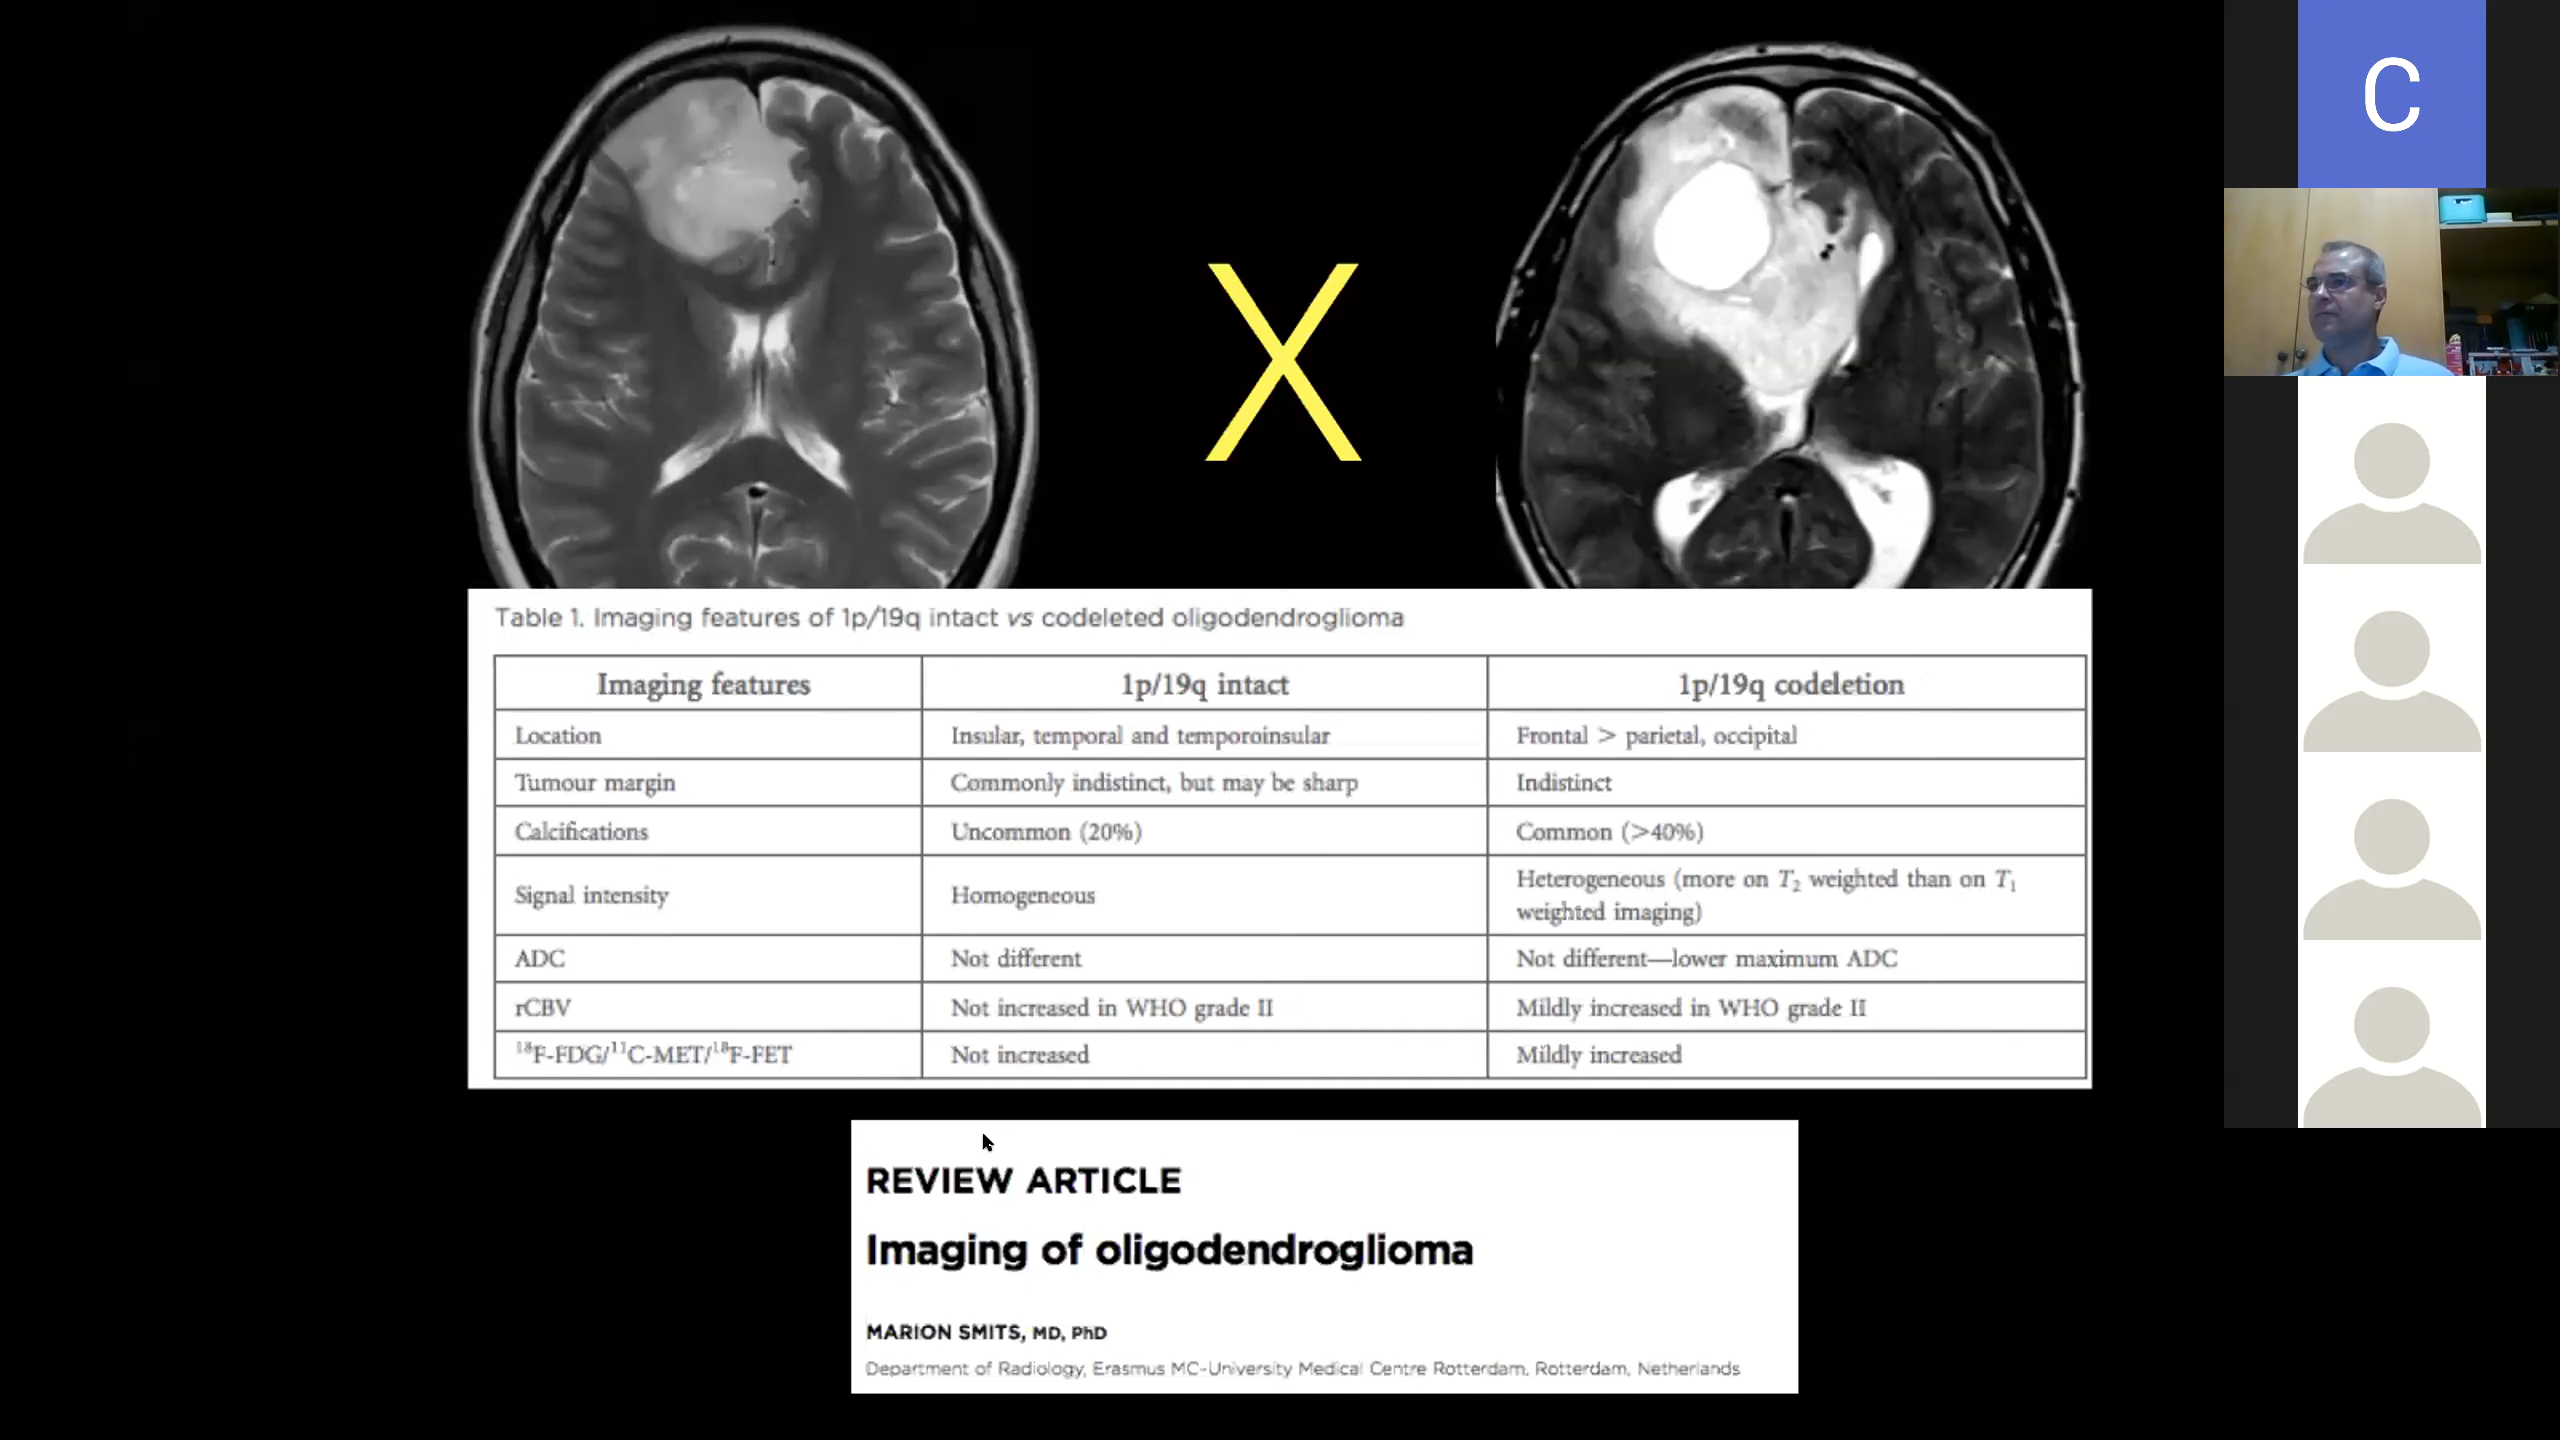 C
X
Table 1. Imaging features of 1p/19q intact vs codeleted oligodendroglioma
Imaging features 1p/19q intact 1p/19q codeletion
Location Insular, temporal and temporoinsular Frontal > parietal, occipital
Tumour margin Commonly indistinct, but may be sharp Indistinct
Calcifications Uncommon (20%) Common (>40%)
Signal intensity Homogeneous Heterogeneous (more on T₂ weighted than on T₁
weighted imaging)
ADC Not different Not different—lower maximum ADC
rCBV Not increased in WHO grade II Mildly increased in WHO grade II
¹⁸F-FDG/¹¹C-MET/¹⁸F-FET Not increased Mildly increased
REVIEW ARTICLE
Imaging of oligodendroglioma
MARION SMITS, MD, PhD
Department of Radiology, Erasmus MC-University Medical Centre Rotterdam, Rotterdam, Netherlands